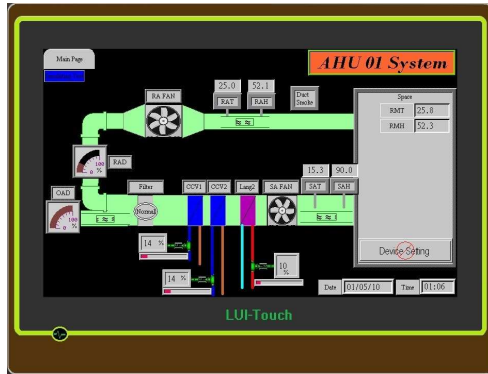 Main Page
AHU 01 System
25.0 52.1
RAT RAH
RA FAN
Duct
Smoke
Space
RMT 25.8
RMH 52.3
100
%
0
RAD
OAD
100
%
0
Filter
Normal
CCV1 CCV2 Lang2 SA FAN
15.3 90.0
SAT SAH
14 %
14 %
10
%
Device Setting
Date 01/05/10 Time 01:06
LUI-Touch